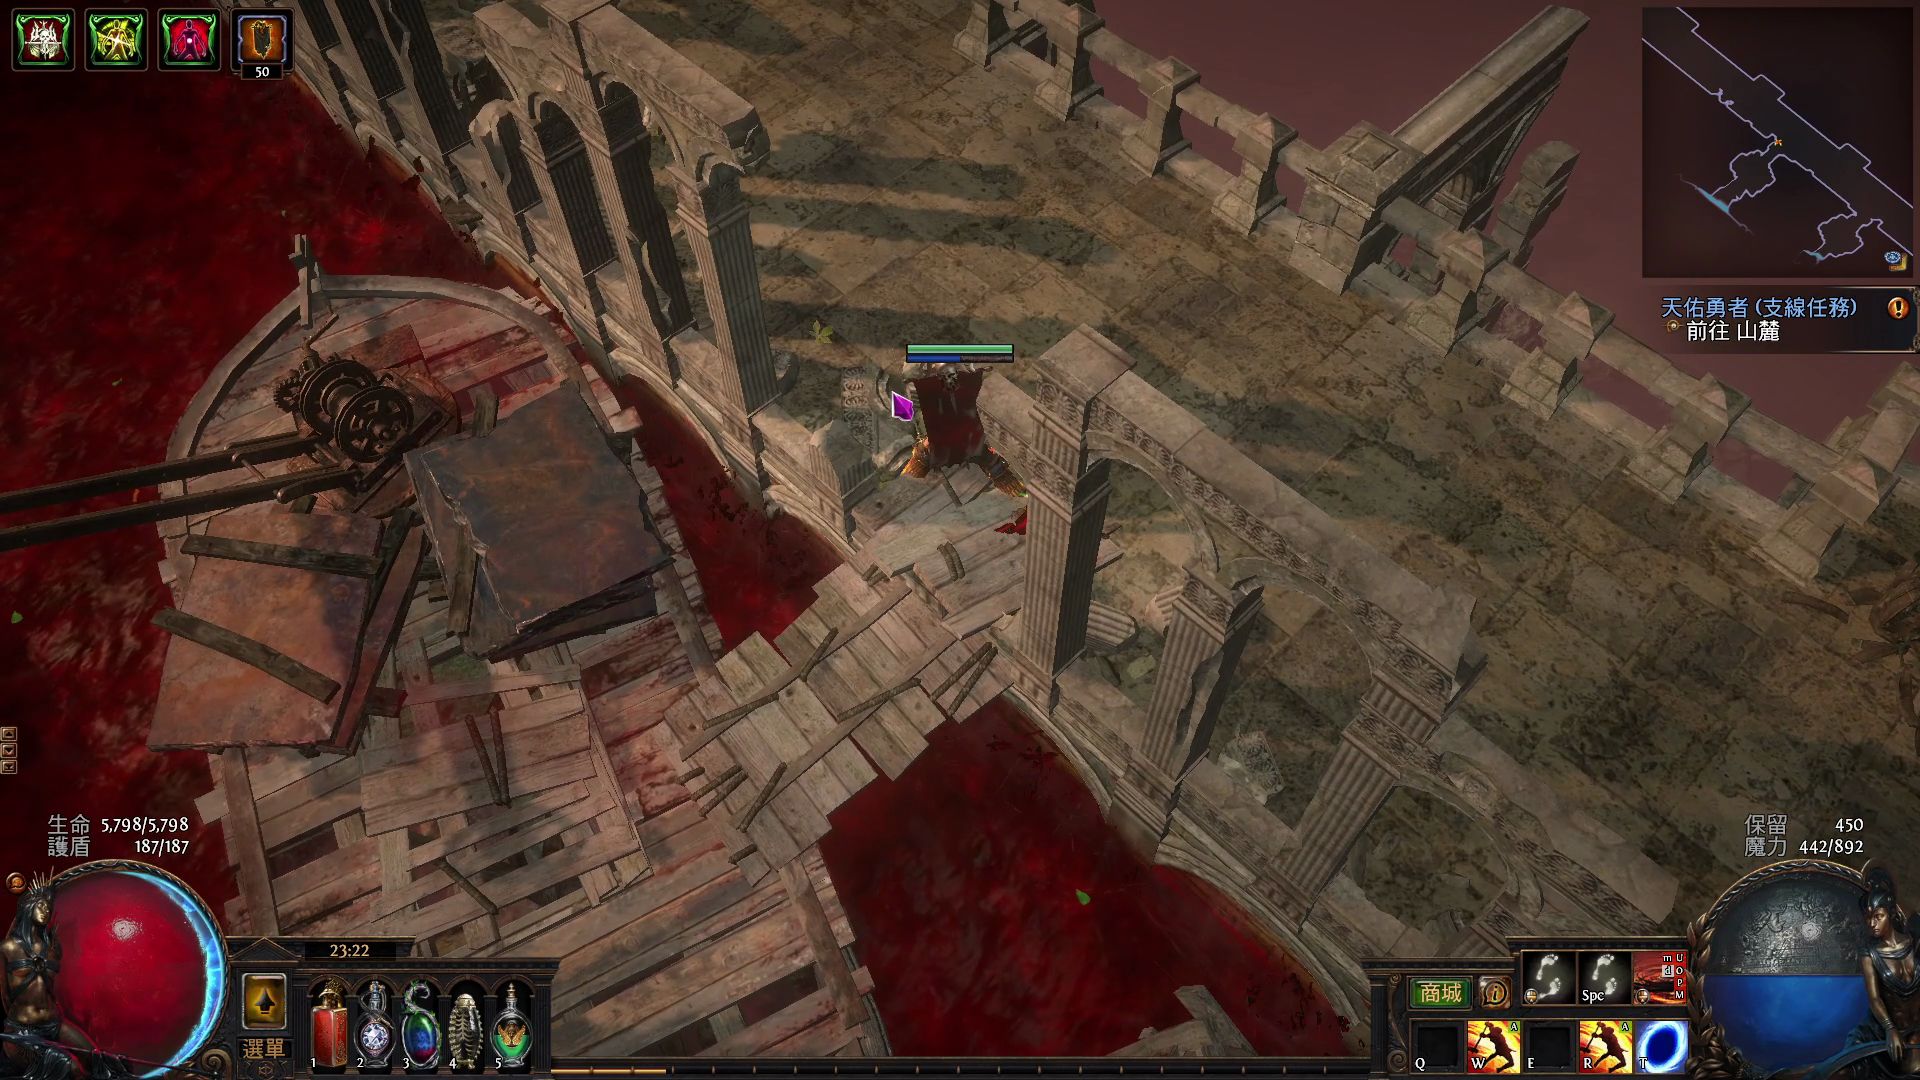 50
天佑勇者 (支線任務)
前往 山麓
生命 5,798/5,798
護盾 187/187
保留 450
魔力 442/892
23:22
選單
1 2 3 4 5
商城
Spc
m U
d O
P
M
Q W A E R A T